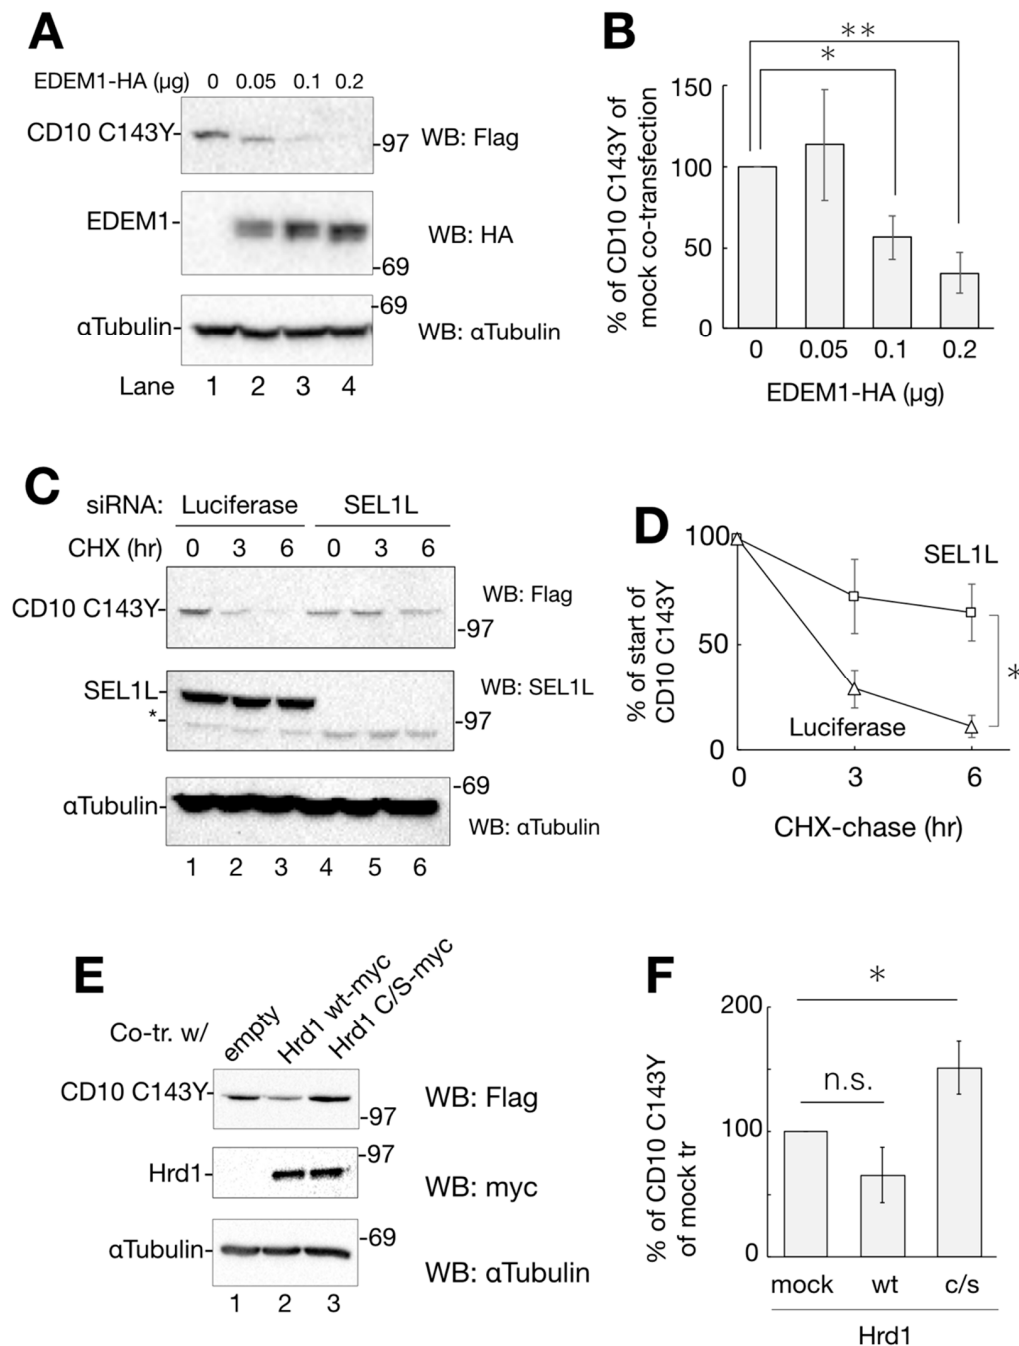 A
EDEM1-HA (µg) 0 0.05 0.1 0.2
CD10 C143Y
-97 WB: Flag
EDEM1-
WB: HA
-69
-69
αTubulin-
WB: αTubulin
Lane 1 2 3 4
B
% of CD10 C143Y of
mock co-transfection
**
*
150
100
50
0
0 0.05 0.1 0.2
EDEM1-HA (µg)
C
siRNA: Luciferase SEL1L
CHX (hr) 0 3 6 0 3 6
CD10 C143Y-
WB: Flag
-97
SEL1L-
*-
WB: SEL1L
-97
-69
αTubulin-
WB: αTubulin
1 2 3 4 5 6
D
% of start of
CD10 C143Y
100
50
0
SEL1L
*
Luciferase
0 3 6
CHX-chase (hr)
E
Co-tr. w/ empty Hrd1 wt-myc Hrd1 C/S-myc
CD10 C143Y-
WB: Flag
-97
-97
Hrd1-
WB: myc
-69
αTubulin-
WB: αTubulin
1 2 3
F
% of CD10 C143Y
of mock tr
*
n.s.
200
100
0
mock wt c/s
Hrd1